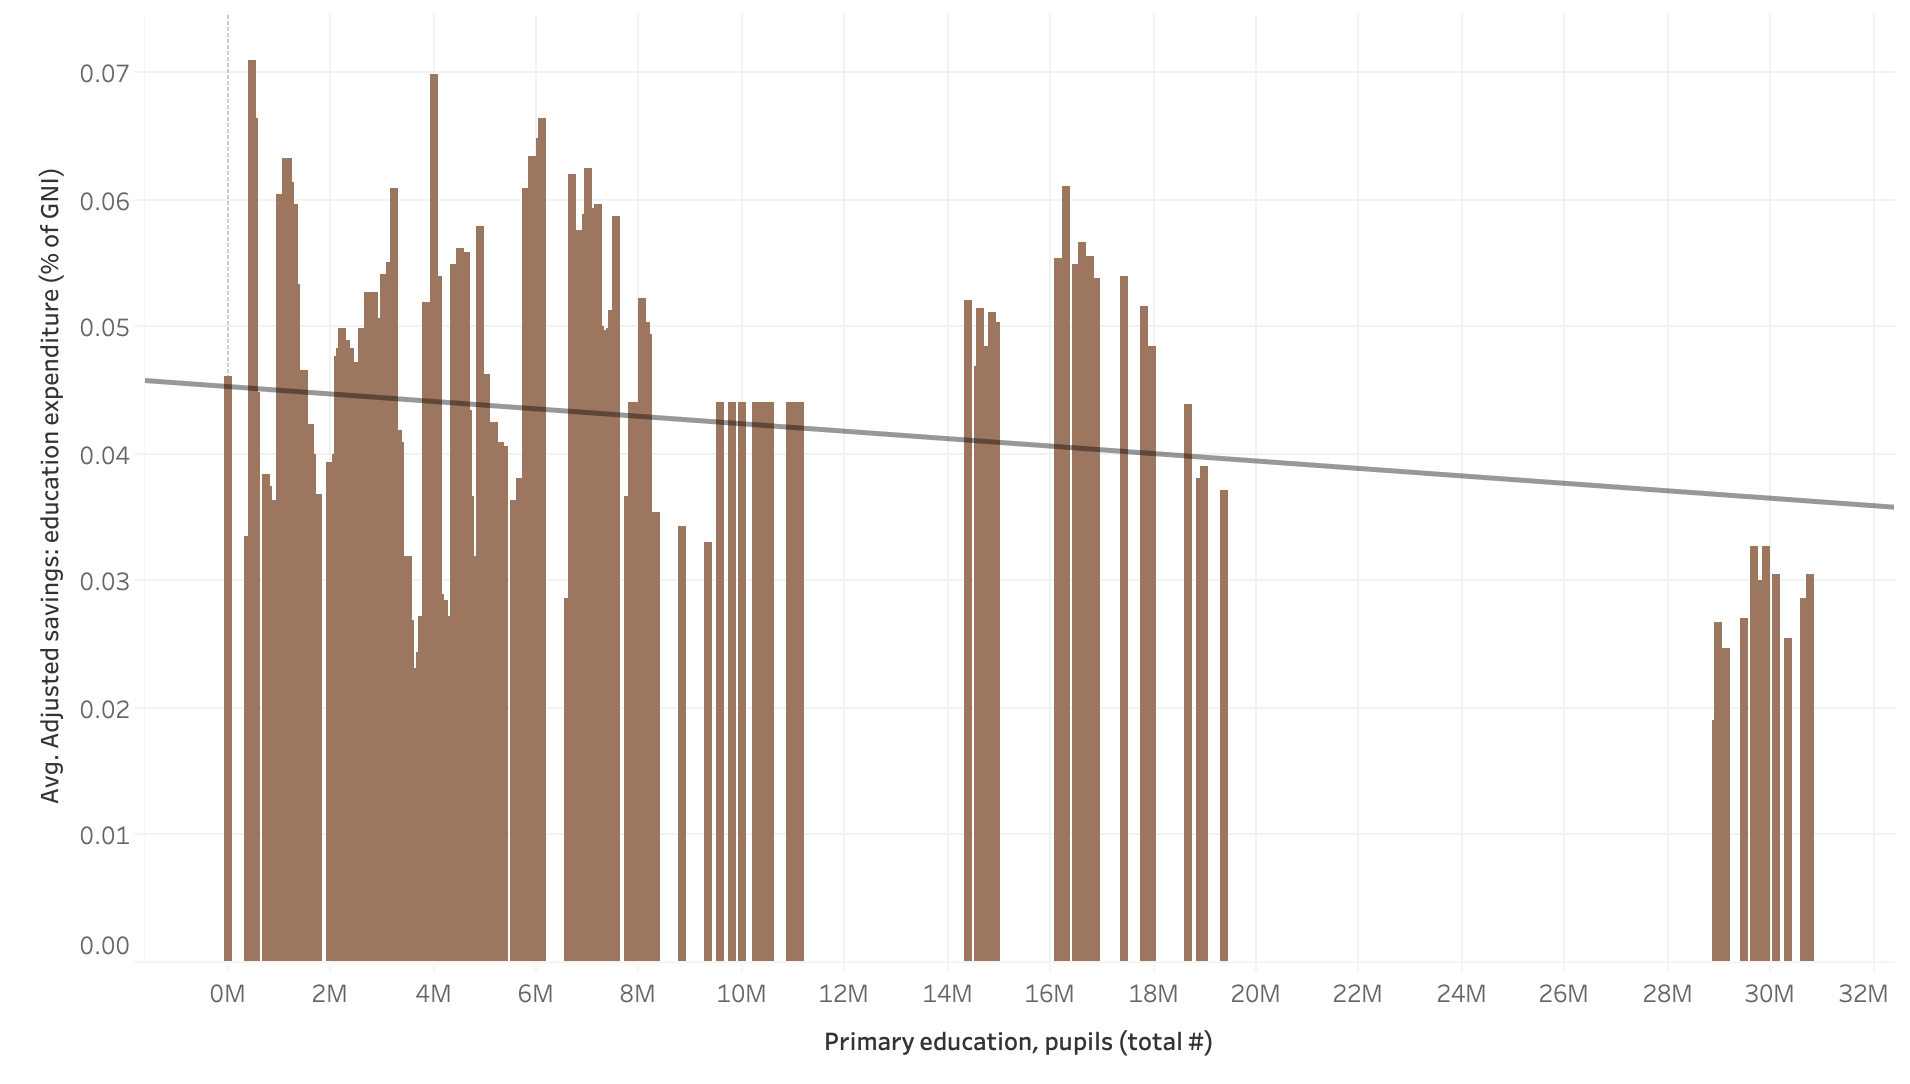 Avg. Adjusted savings: education expenditure (% of GNI)
0.07
0.06
0.05
0.04
0.03
0.02
0.01
0.00
0M 2M 4M 6M 8M 10M 12M 14M 16M 18M 20M 22M 24M 26M 28M 30M 32M
Primary education, pupils (total #)